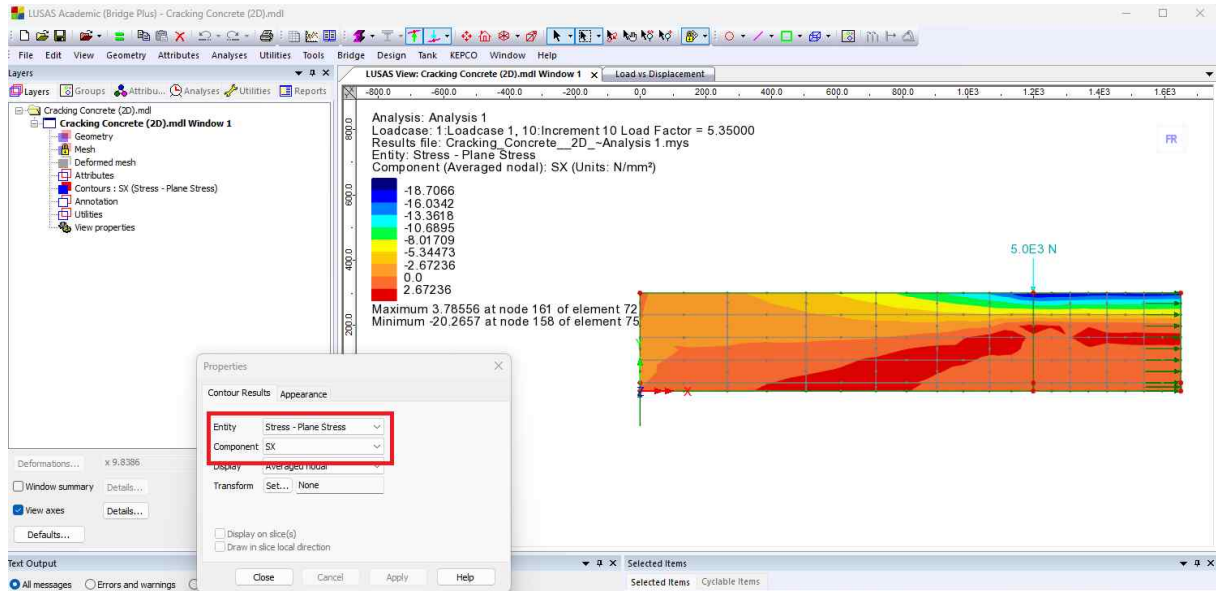 LUSAS Academic (Bridge Plus) - Cracking Concrete (2D).mdl
File Edit View Geometry Attributes Analyses Utilities Tools Bridge Design Tank KEPCO Window Help
Layers
Layers Groups Attribu... Analyses Utilities Reports
Cracking Concrete (2D).mdl
Cracking Concrete (2D).mdl Window 1
Geometry
Mesh
Deformed mesh
Attributes
Contours : SX (Stress - Plane Stress)
Annotation
Utilities
View properties
Deformations... x 9.8386
Window summary Details...
View axes Details...
Defaults...
LUSAS View: Cracking Concrete (2D).mdl Window 1 x Load vs Displacement
-800.0 -600.0 -400.0 -200.0 0.0 200.0 400.0 600.0 800.0 1.0E3 1.2E3 1.4E3 1.6E3
800.0
600.0
400.0
200.0
Analysis: Analysis 1
Loadcase: 1:Loadcase 1, 10:Increment 10 Load Factor = 5.35000
Results file: Cracking_Concrete__2D_~Analysis 1.mys
Entity: Stress - Plane Stress
Component (Averaged nodal): SX (Units: N/mm²)
-18.7066
-16.0342
-13.3618
-10.6895
-8.01709
-5.34473
-2.67236
0.0
2.67236
Maximum 3.78556 at node 161 of element 72
Minimum -20.2657 at node 158 of element 75
FR
5.0E3 N
Y
Z
X
Properties
Contour Results Appearance
Entity Stress - Plane Stress
Component SX
Display Averaged nodal
Transform Set... None
Display on slice(s)
Draw in slice local direction
Close Cancel Apply Help
Text Output
All messages Errors and warnings
Selected Items
Selected Items Cyclable Items